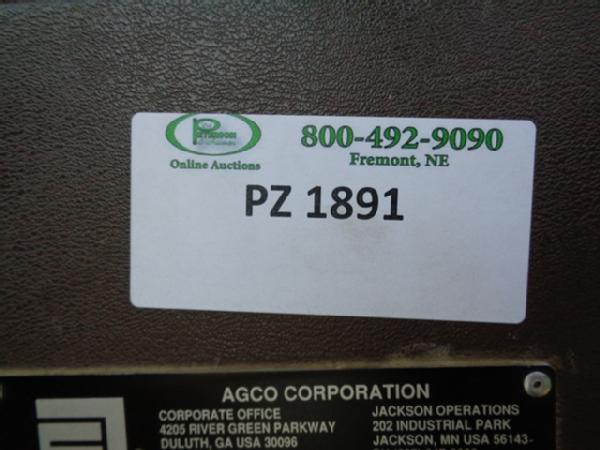 PETERSON
Online Auctions
800-492-9090
Fremont, NE
PZ 1891
AGCO CORPORATION
CORPORATE OFFICE
4205 RIVER GREEN PARKWAY
DULUTH, GA USA 30096
JACKSON OPERATIONS
202 INDUSTRIAL PARK
JACKSON, MN USA 56143-